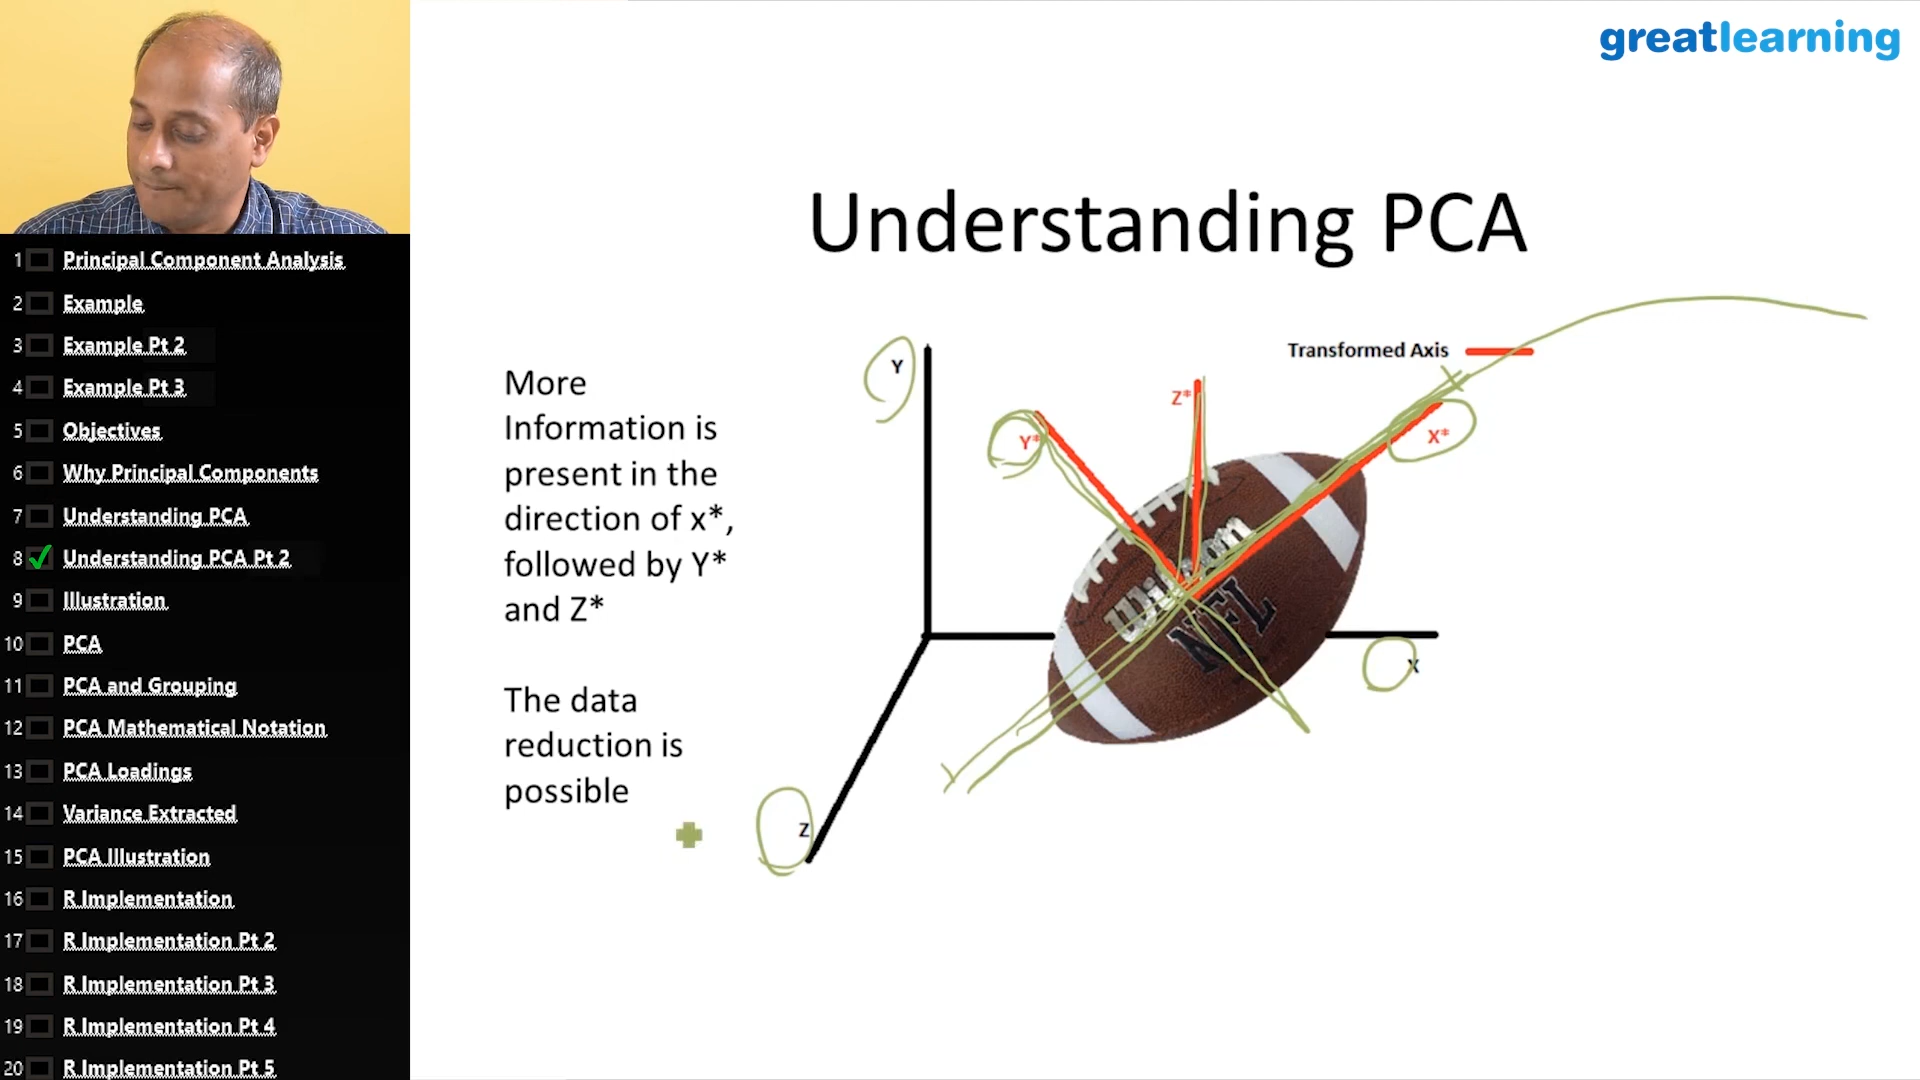 greatlearning
1 Principal Component Analysis
2 Example
3 Example Pt 2
4 Example Pt 3
5 Objectives
6 Why Principal Components
7 Understanding PCA
8 Understanding PCA Pt 2
9 Illustration
10 PCA
11 PCA and Grouping
12 PCA Mathematical Notation
13 PCA Loadings
14 Variance Extracted
15 PCA Illustration
16 R Implementation
17 R Implementation Pt 2
18 R Implementation Pt 3
19 R Implementation Pt 4
20 R Implementation Pt 5
Understanding PCA
More
Information is
present in the
direction of x*,
followed by Y*
and Z*
The data
reduction is
possible
Transformed Axis
Y
Z*
Y*
X*
Wilson
NFL
X
Z